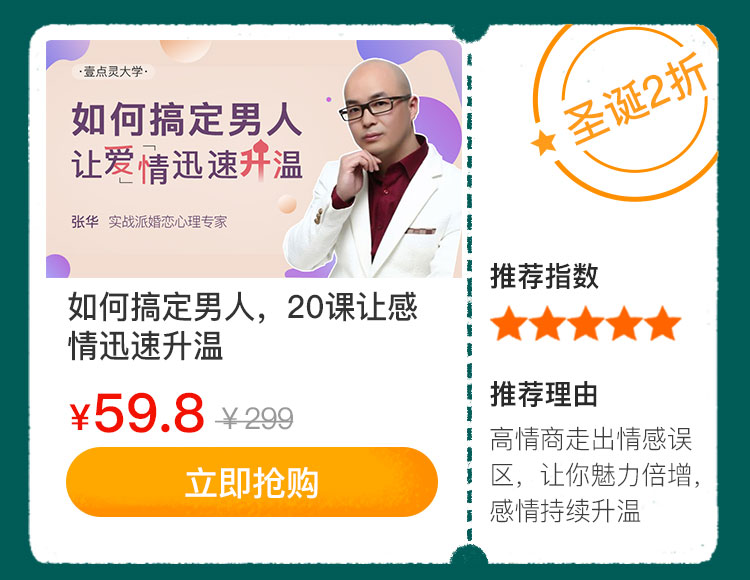 ·壹点灵大学·
如何搞定男人
让爱「情」迅速升温
张华 实战派婚恋心理专家
如何搞定男人，20课让感
情迅速升温
¥59.8 ¥299
立即抢购
圣诞2折
推荐指数
推荐理由
高情商走出情感误
区，让你魅力倍增，
感情持续升温